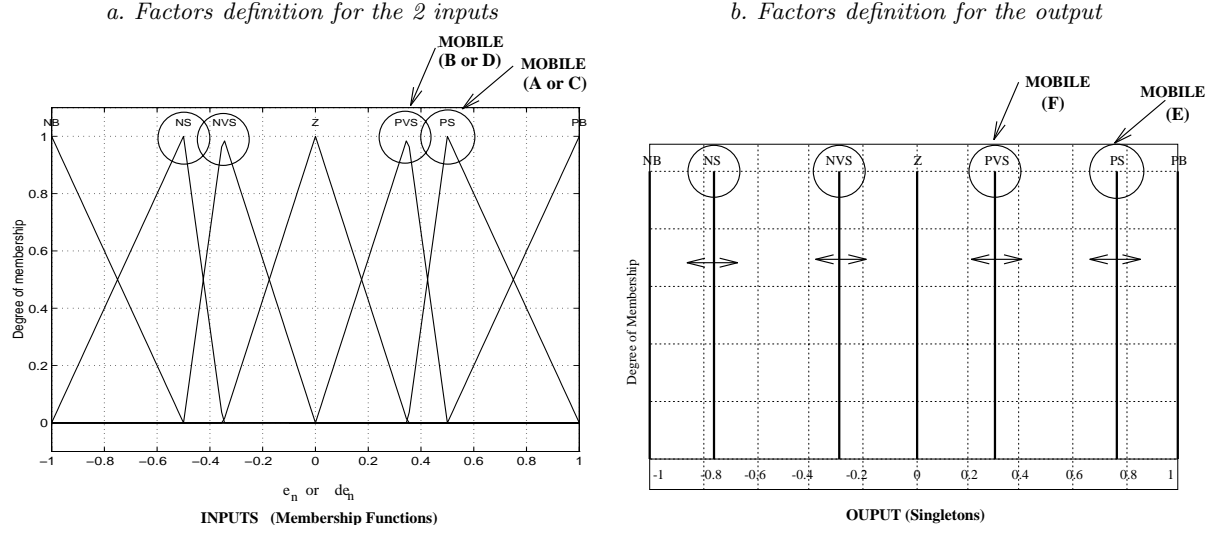 a. Factors definition for the 2 inputs
MOBILE
(B or D)
MOBILE
(A or C)
NB NS NVS Z PVS PS PB
1
0.8
0.6
0.4
0.2
0
Degree of membership
−1 −0.8 −0.6 −0.4 −0.2 0 0.2 0.4 0.6 0.8 1
e n or de n
INPUTS (Membership Functions)
b. Factors definition for the output
MOBILE
(F)
MOBILE
(E)
NB NS NVS Z PVS PS PB
Degree of Membership
-1 -0.8 -0.6 -0.4 -0.2 0 0.2 0.4 0.6 0.8 1
OUPUT (Singletons)